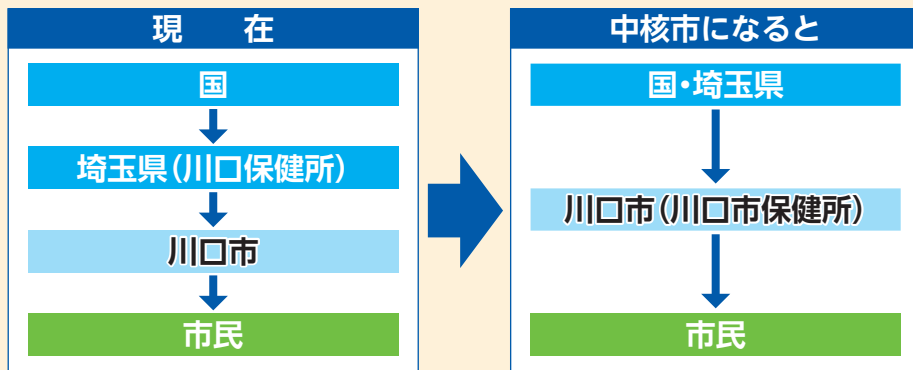 現 在
国
埼玉県(川口保健所)
川口市
市民
中核市になると
国・埼玉県
川口市(川口市保健所)
市民